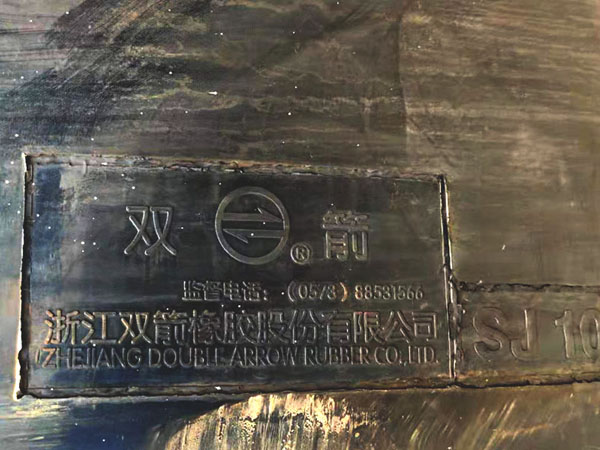 双 ® 箭
监督电话:(0573)88531566
浙江双箭橡胶股份有限公司
ZHEJIANG DOUBLE ARROW RUBBER CO., LTD.
SJ 10